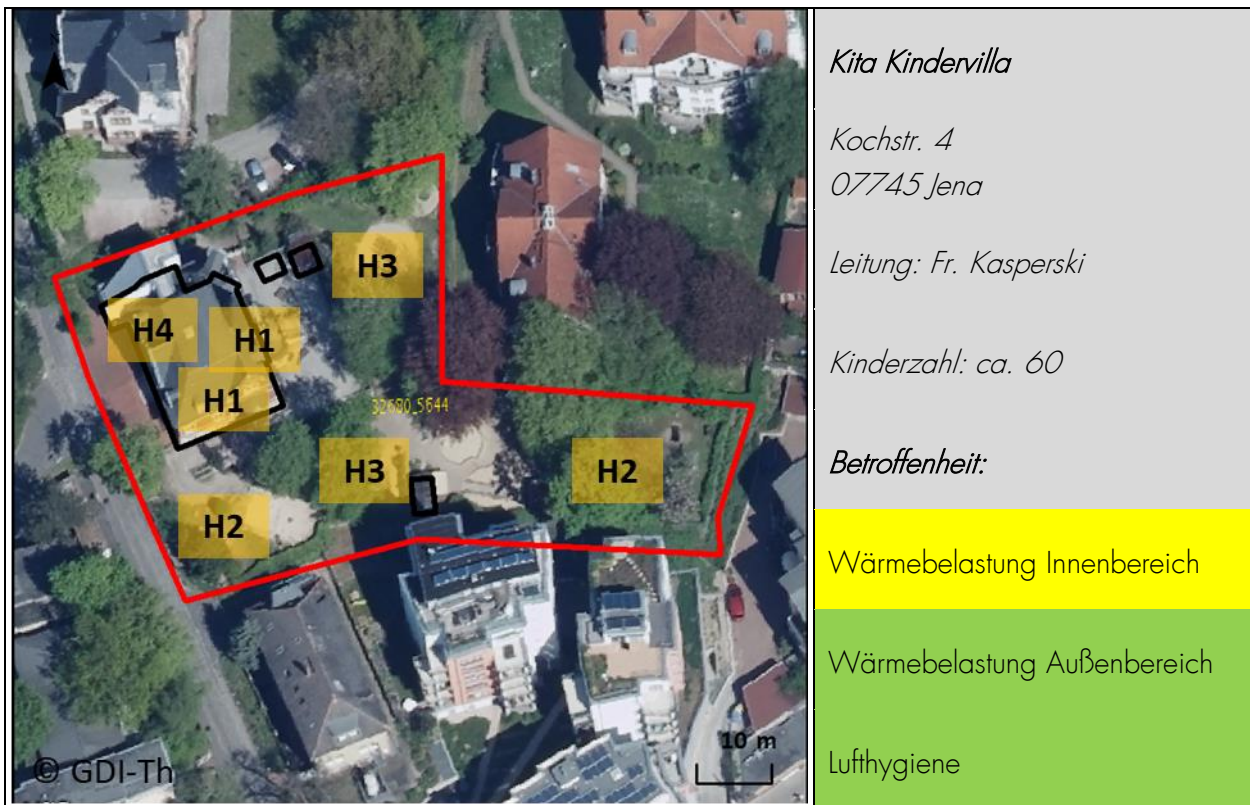 N
H3
H4
H1
H1
32680_5644
H3
H2
H2
10 m
© GDI-Th
Kita Kindervilla
Kochstr. 4
07745 Jena
Leitung: Fr. Kasperski
Kinderzahl: ca. 60
Betroffenheit:
Wärmebelastung Innenbereich
Wärmebelastung Außenbereich
Lufthygiene